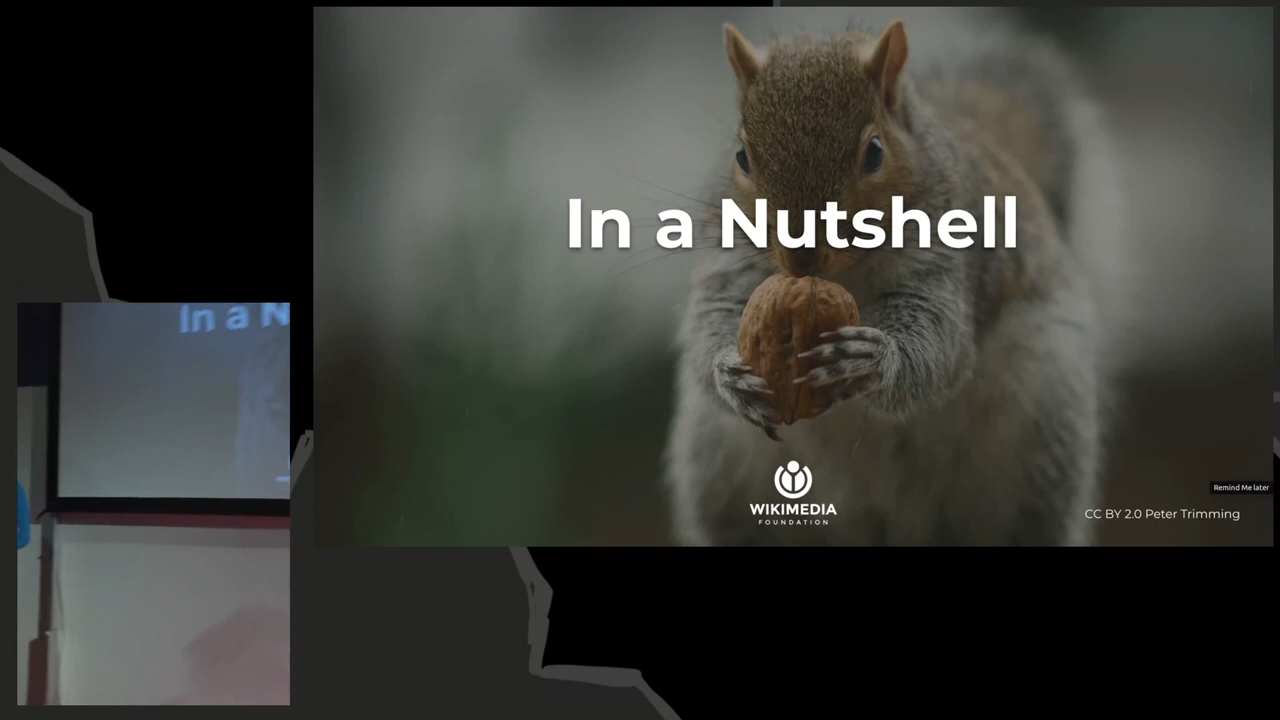 In a N
In a Nutshell
WIKIMEDIA
FOUNDATION
Remind Me later
CC BY 2.0 Peter Trimming